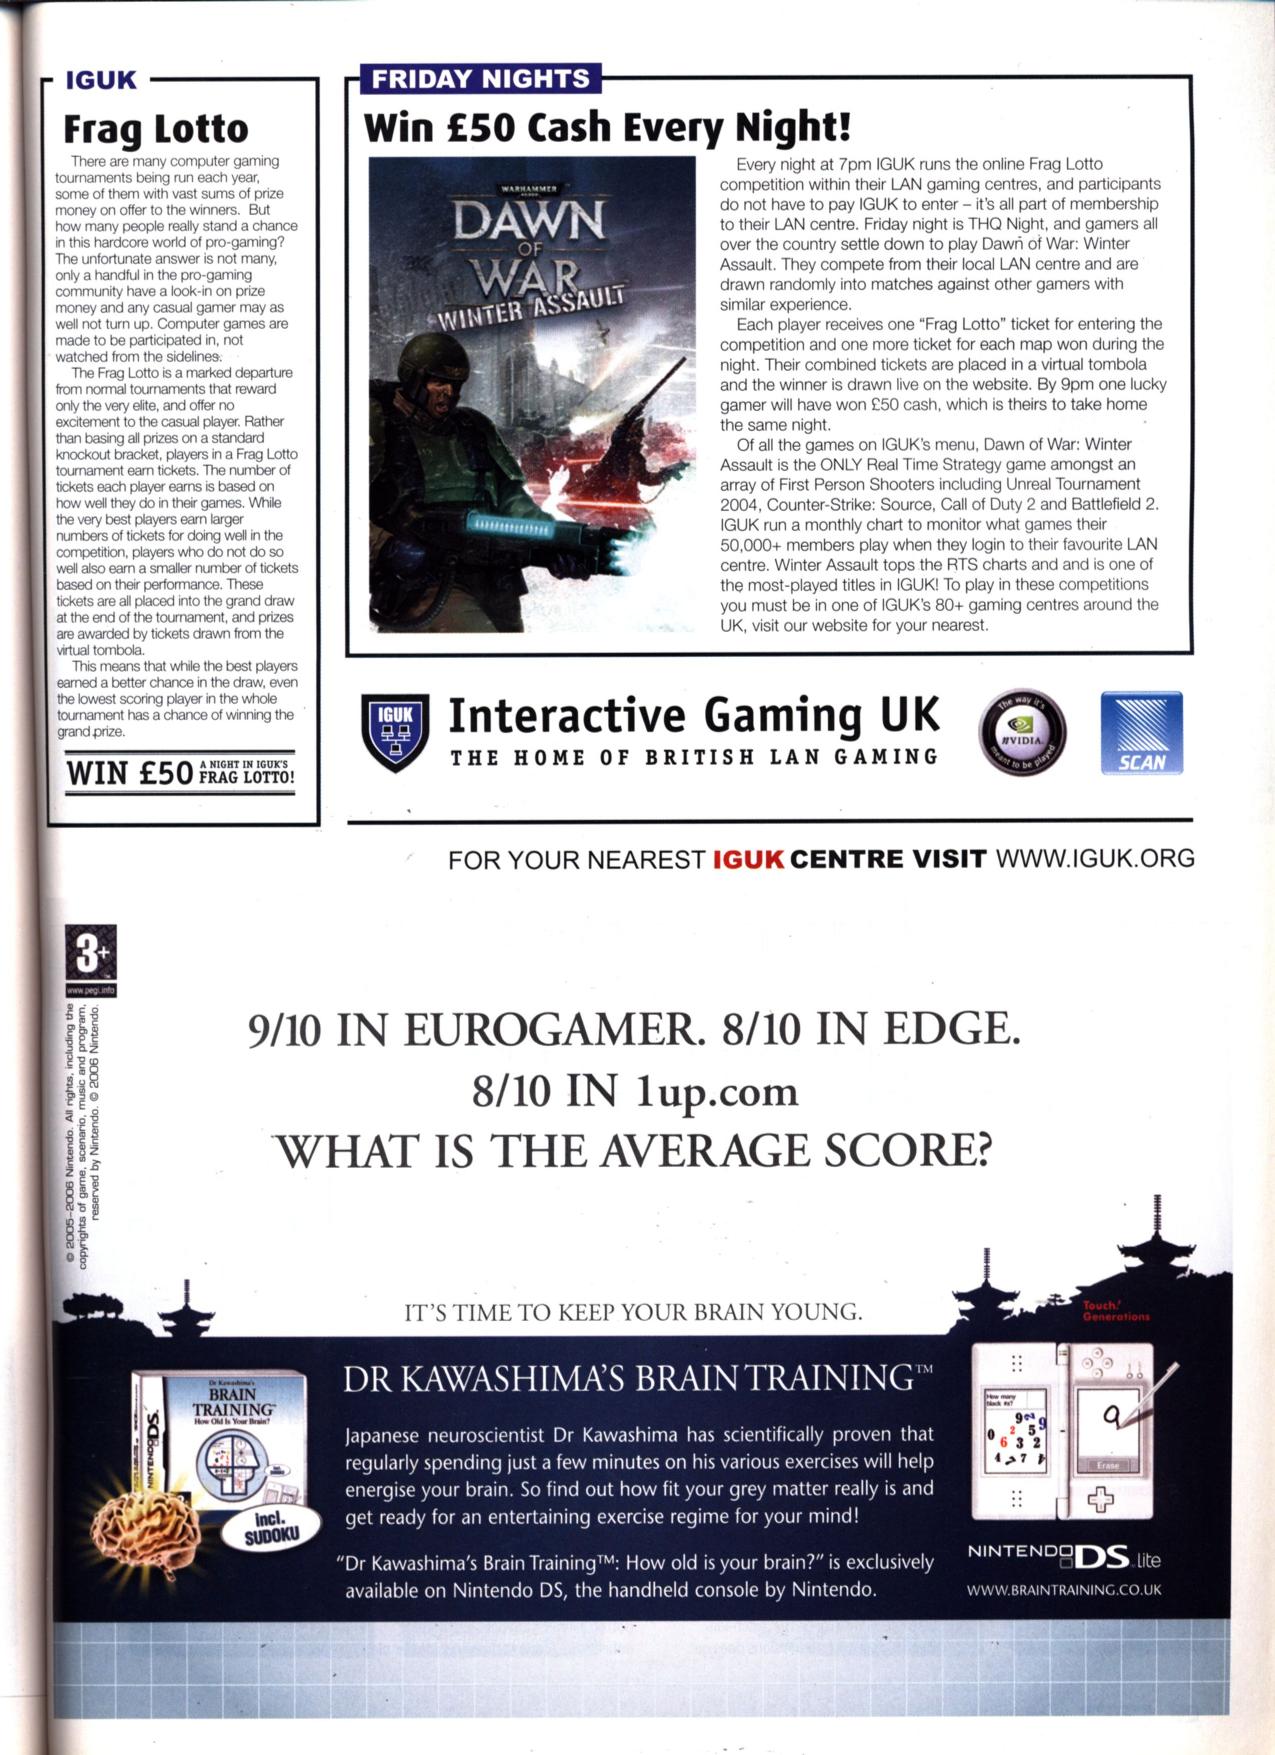 IGUK
Frag Lotto
There are many computer gaming
tournaments being run each year,
some of them with vast sums of prize
money on offer to the winners. But
how many people really stand a chance
in this hardcore world of pro-gaming?
The unfortunate answer is not many,
only a handful in the pro-gaming
community have a look-in on prize
money and any casual gamer may as
well not turn up. Computer games are
made to be participated in, not
watched from the sidelines.
The Frag Lotto is a marked departure
from normal tournaments that reward
only the very elite, and offer no
excitement to the casual player. Rather
than basing all prizes on a standard
knockout bracket, players in a Frag Lotto
tournament earn tickets. The number of
tickets each player earns is based on
how well they do in their games. While
the very best players earn larger
numbers of tickets for doing well in the
competition, players who do not do so
well also earn a smaller number of tickets
based on their performance. These
tickets are all placed into the grand draw
at the end of the tournament, and prizes
are awarded by tickets drawn from the
virtual tombola.
This means that while the best players
earned a better chance in the draw, even
the lowest scoring player in the whole
tournament has a chance of winning the
grand prize.
WIN £50 A NIGHT IN IGUK'S
FRAG LOTTO!
FRIDAY NIGHTS
Win £50 Cash Every Night!
WARHAMMER
40,000
DAWN
OF
WAR
WINTER ASSAULT
Every night at 7pm IGUK runs the online Frag Lotto
competition within their LAN gaming centres, and participants
do not have to pay IGUK to enter – it's all part of membership
to their LAN centre. Friday night is THQ Night, and gamers all
over the country settle down to play Dawn of War: Winter
Assault. They compete from their local LAN centre and are
drawn randomly into matches against other gamers with
similar experience.
Each player receives one "Frag Lotto" ticket for entering the
competition and one more ticket for each map won during the
night. Their combined tickets are placed in a virtual tombola
and the winner is drawn live on the website. By 9pm one lucky
gamer will have won £50 cash, which is theirs to take home
the same night.
Of all the games on IGUK's menu, Dawn of War: Winter
Assault is the ONLY Real Time Strategy game amongst an
array of First Person Shooters including Unreal Tournament
2004, Counter-Strike: Source, Call of Duty 2 and Battlefield 2.
IGUK run a monthly chart to monitor what games their
50,000+ members play when they login to their favourite LAN
centre. Winter Assault tops the RTS charts and and is one of
the most-played titles in IGUK! To play in these competitions
you must be in one of IGUK's 80+ gaming centres around the
UK, visit our website for your nearest.
IGUK
Interactive Gaming UK
THE HOME OF BRITISH LAN GAMING
The way it's
NVIDIA.
meant to be played
SCAN
FOR YOUR NEAREST IGUK CENTRE VISIT WWW.IGUK.ORG
3+
www.pegi.info
© 2005–2006 Nintendo. All rights, including the
copyrights of game, scenario, music and program,
reserved by Nintendo. © 2006 Nintendo.
9/10 IN EUROGAMER. 8/10 IN EDGE.
8/10 IN 1up.com
WHAT IS THE AVERAGE SCORE?
IT'S TIME TO KEEP YOUR BRAIN YOUNG.
Touch!
Generations
NINTENDO DS
Dr Kawashima's
BRAIN
TRAINING™
How Old Is Your Brain?
incl.
SUDOKU
DR KAWASHIMA'S BRAIN TRAINING™
Japanese neuroscientist Dr Kawashima has scientifically proven that
regularly spending just a few minutes on his various exercises will help
energise your brain. So find out how fit your grey matter really is and
get ready for an entertaining exercise regime for your mind!
"Dr Kawashima's Brain Training™: How old is your brain?" is exclusively
available on Nintendo DS, the handheld console by Nintendo.
How many
black #s?
Erase
NINTENDO DS lite
WWW.BRAINTRAINING.CO.UK